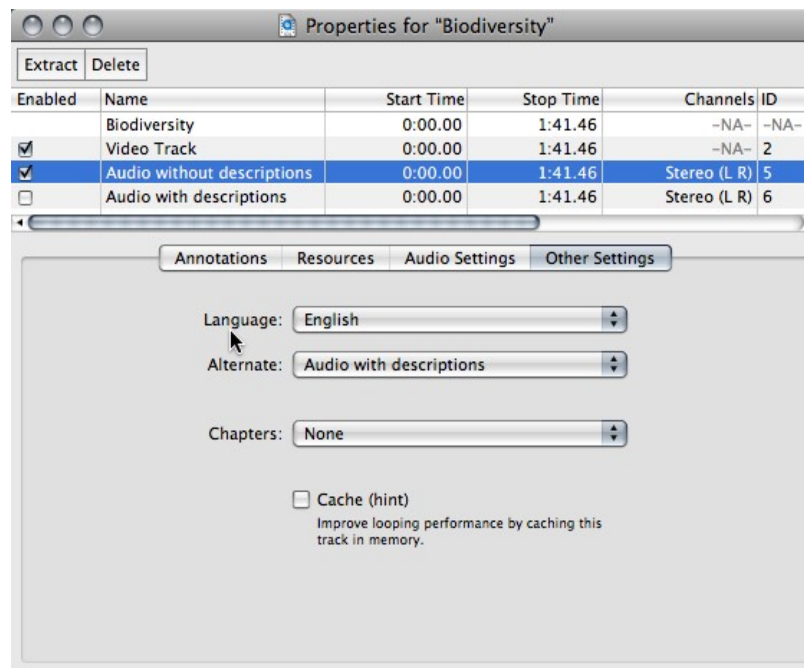 Properties for “Biodiversity”
Extract Delete
Enabled Name Start Time Stop Time Channels ID
Biodiversity 0:00.00 1:41.46 -NA- -NA-
Video Track 0:00.00 1:41.46 -NA- 2
Audio without descriptions 0:00.00 1:41.46 Stereo (L R) 5
Audio with descriptions 0:00.00 1:41.46 Stereo (L R) 6
Annotations Resources Audio Settings Other Settings
Language: English
Alternate: Audio with descriptions
Chapters: None
Cache (hint)
Improve looping performance by caching this
track in memory.